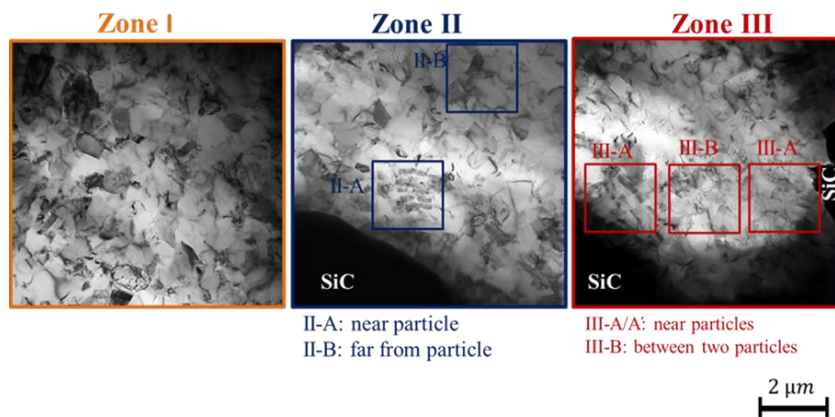 Zone I
Zone II
Zone III
II-B
II-A
SiC
III-A
III-B
III-A´
SiC
SiC
II-A: near particle
II-B: far from particle
III-A/A´: near particles
III-B: between two particles
2 μm